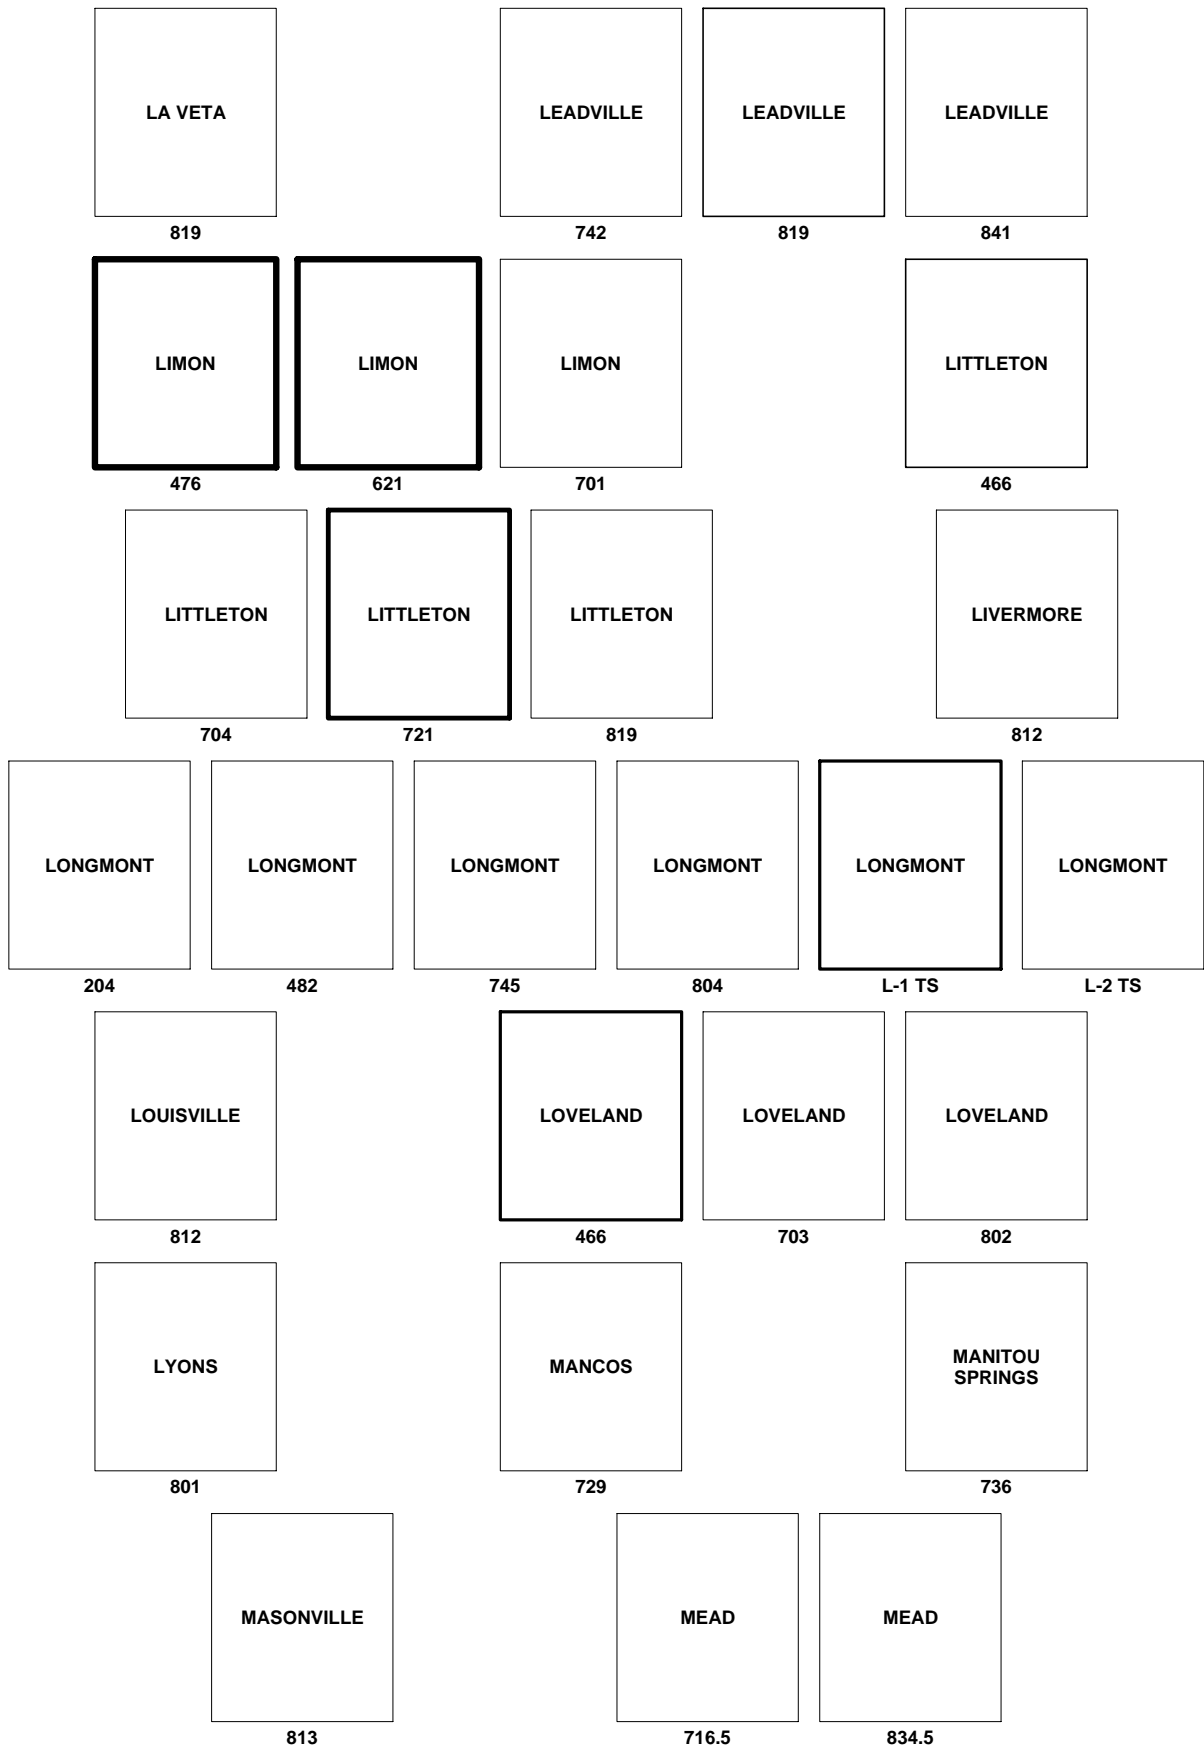 LA VETA LEADVILLE LEADVILLE LEADVILLE
819 742 819 841
LIMON LIMON LIMON LITTLETON
476 621 701 466
LITTLETON LITTLETON LITTLETON LIVERMORE
704 721 819 812
LONGMONT LONGMONT LONGMONT LONGMONT LONGMONT LONGMONT
204 482 745 804 L-1 TS L-2 TS
LOUISVILLE LOVELAND LOVELAND LOVELAND
812 466 703 802
LYONS MANCOS MANITOU
SPRINGS
801 729 736
MASONVILLE MEAD MEAD
813 716.5 834.5